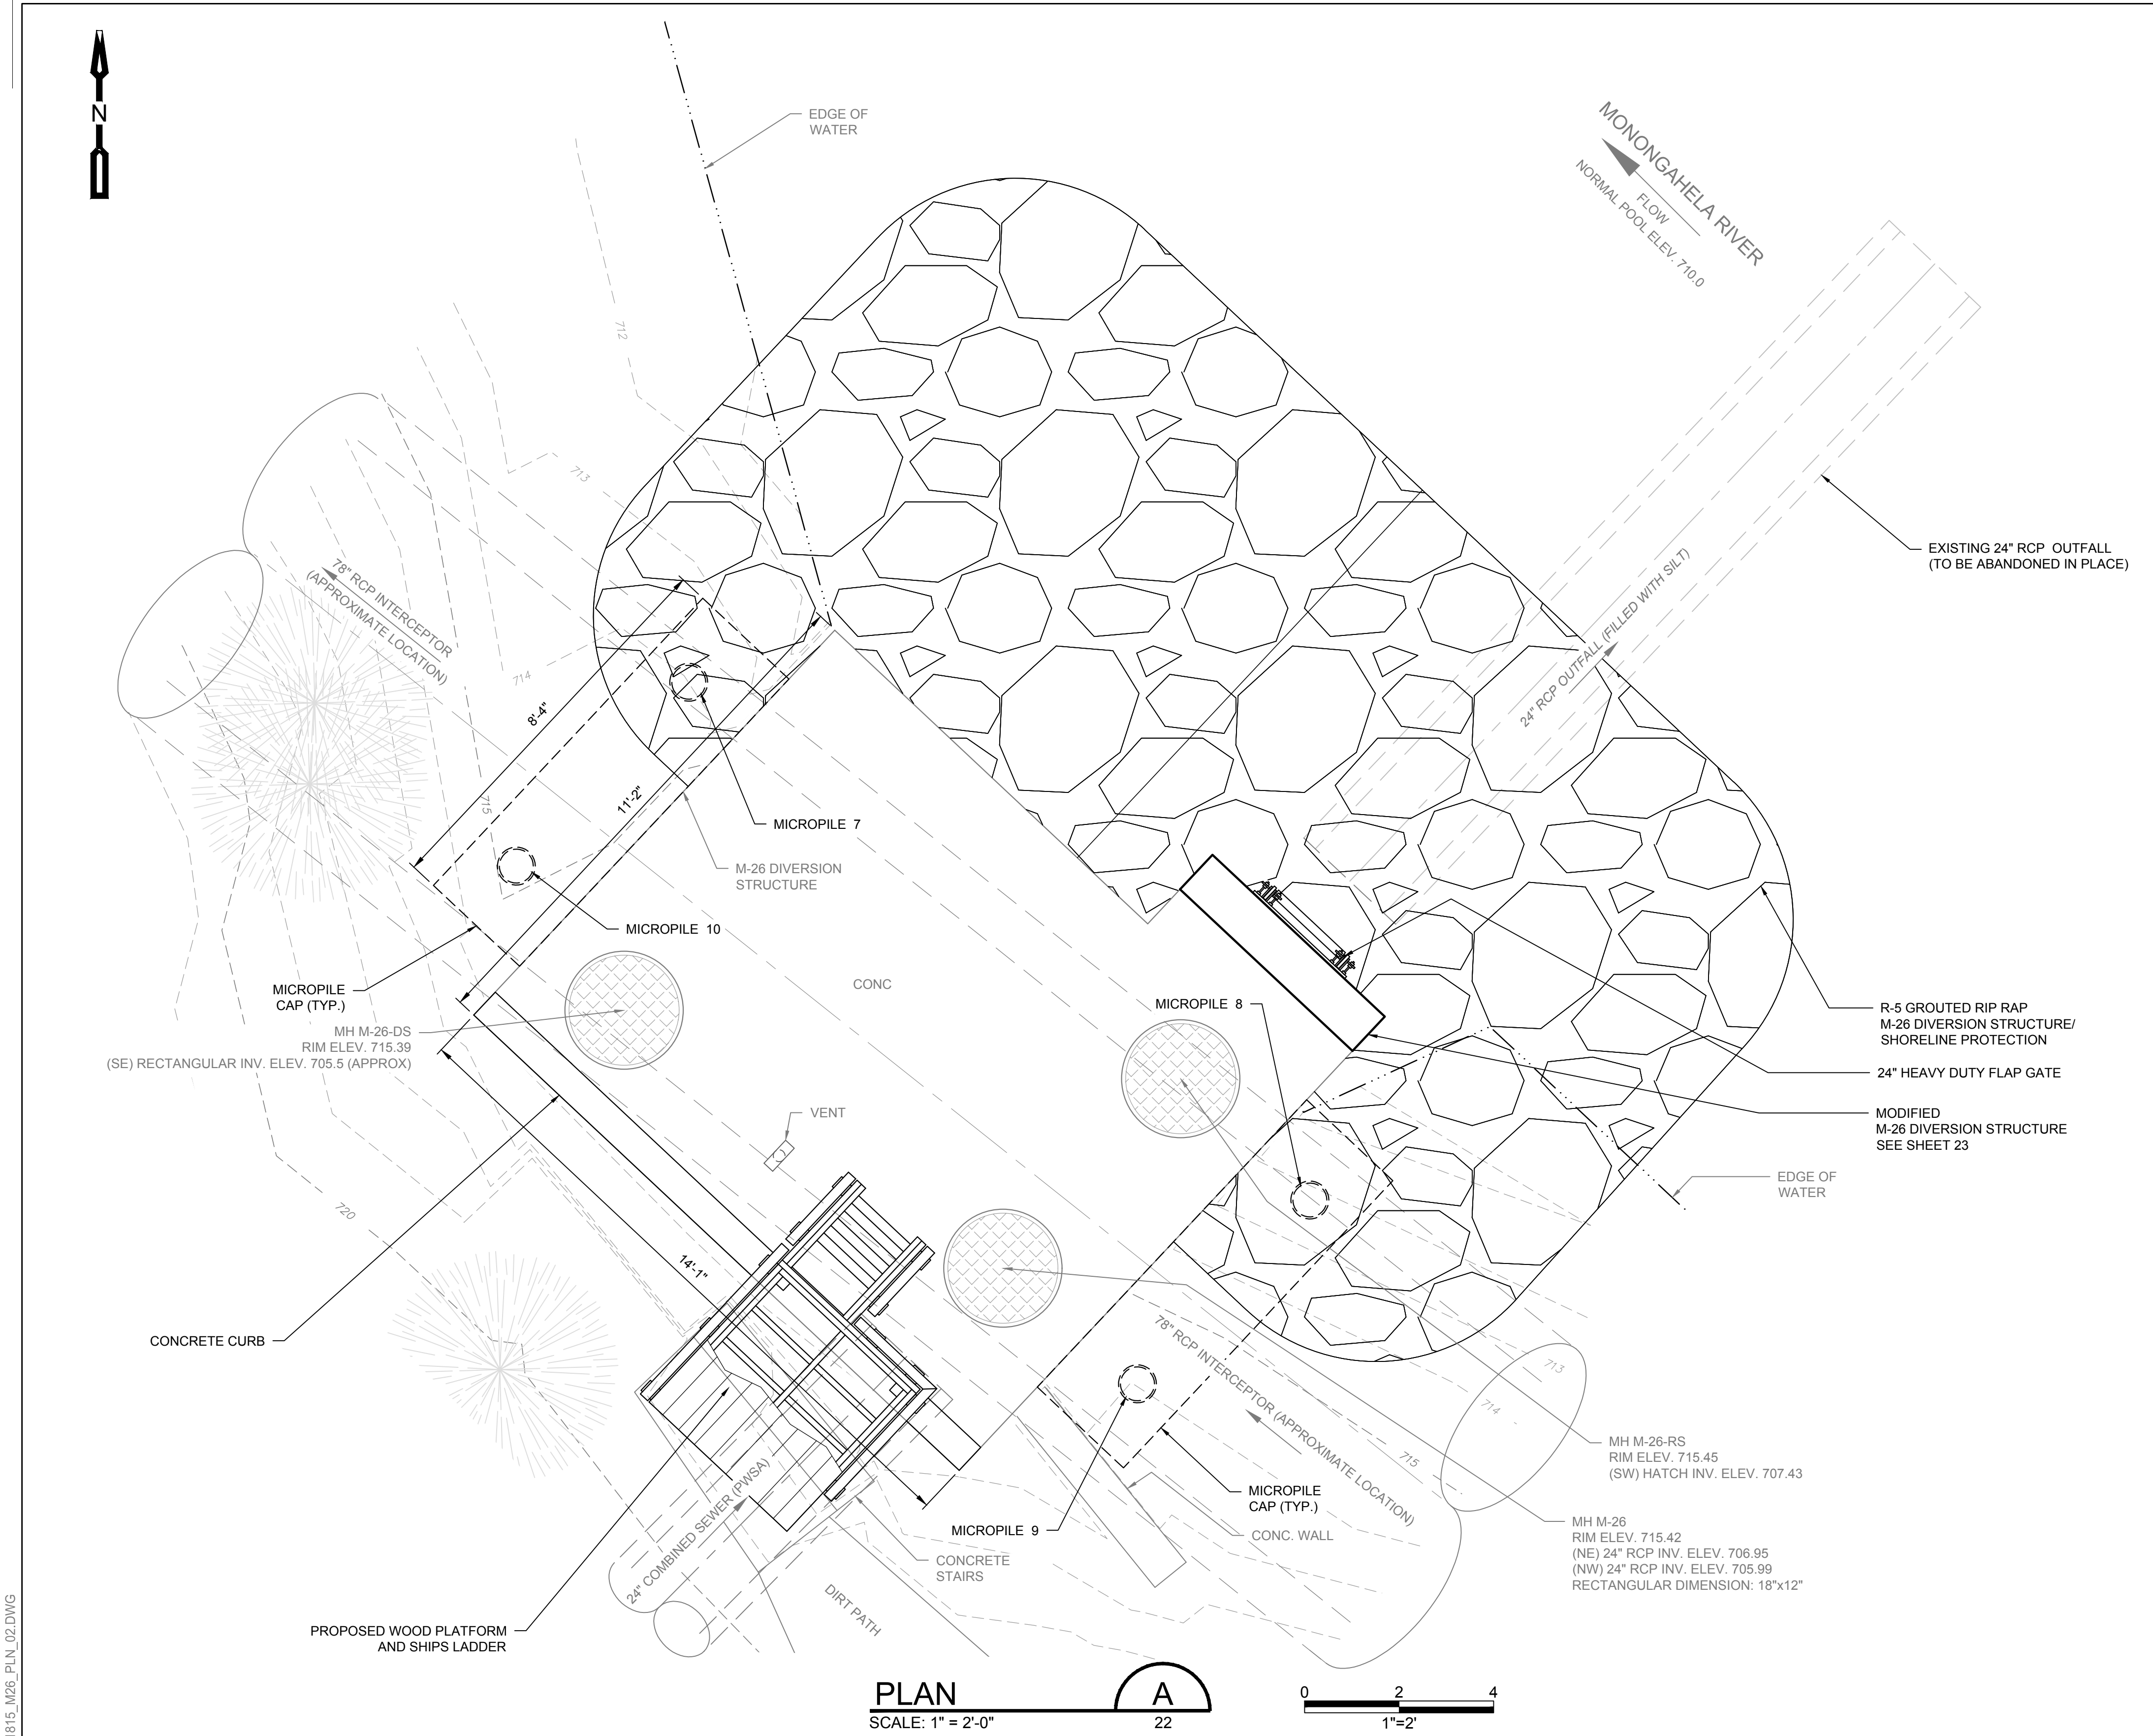 N
EDGE OF
WATER
MONONGAHELA RIVER
FLOW
NORMAL POOL ELEV. 710.0
712
713
714
715
720
78" RCP INTERCEPTOR
(APPROXIMATE LOCATION)
8'-4"
11'-2"
MICROPILE 7
M-26 DIVERSION
STRUCTURE
MICROPILE 10
MICROPILE
CAP (TYP.)
MH M-26-DS
RIM ELEV. 715.39
(SE) RECTANGULAR INV. ELEV. 705.5 (APPROX)
CONC
VENT
MICROPILE 8
24" RCP OUTFALL (FILLED WITH SILT)
EXISTING 24" RCP OUTFALL
(TO BE ABANDONED IN PLACE)
R-5 GROUTED RIP RAP
M-26 DIVERSION STRUCTURE/
SHORELINE PROTECTION
24" HEAVY DUTY FLAP GATE
MODIFIED
M-26 DIVERSION STRUCTURE
SEE SHEET 23
EDGE OF
WATER
14'-1"
CONCRETE CURB
78" RCP INTERCEPTOR (APPROXIMATE LOCATION)
713
714
715
MH M-26-RS
RIM ELEV. 715.45
(SW) HATCH INV. ELEV. 707.43
MICROPILE
CAP (TYP.)
MICROPILE 9
CONC. WALL
MH M-26
RIM ELEV. 715.42
(NE) 24" RCP INV. ELEV. 706.95
(NW) 24" RCP INV. ELEV. 705.99
RECTANGULAR DIMENSION: 18"x12"
24" COMBINED SEWER (PWSA)
CONCRETE
STAIRS
DIRT PATH
PROPOSED WOOD PLATFORM
AND SHIPS LADDER
PLAN
A
SCALE: 1" = 2'-0"
22
0 2 4
1"=2'
815_M26_PLN_02.DWG